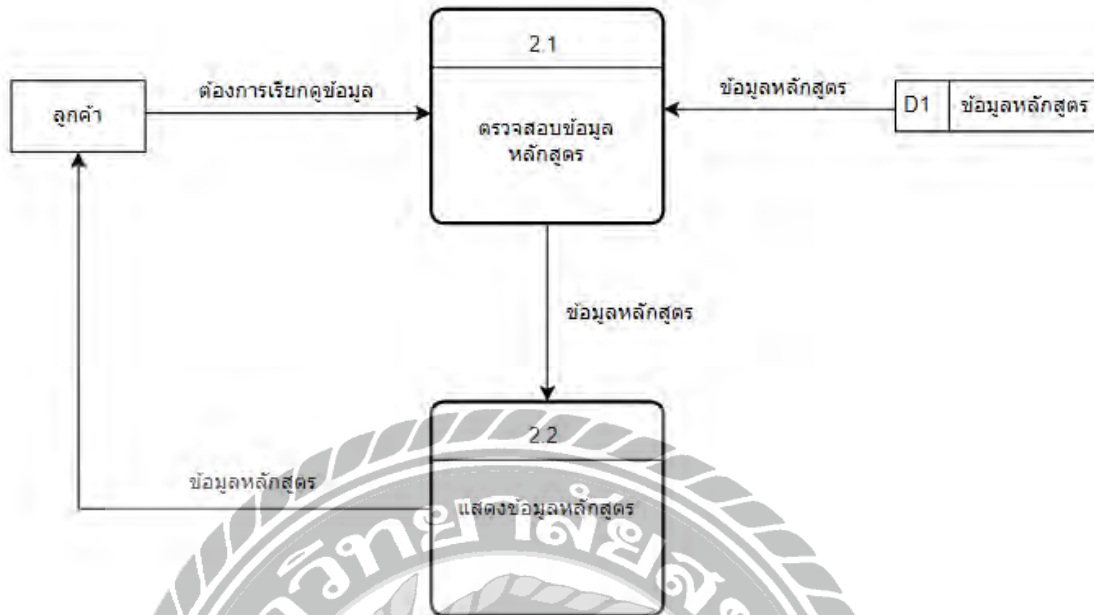 2.1
ลูกค้า
ต้องการเรียกดูข้อมูล
ตรวจสอบข้อมูล
หลักสูตร
ข้อมูลหลักสูตร
D1
ข้อมูลหลักสูตร
ข้อมูลหลักสูตร
2.2
ข้อมูลหลักสูตร
แสดงข้อมูลหลักสูตร